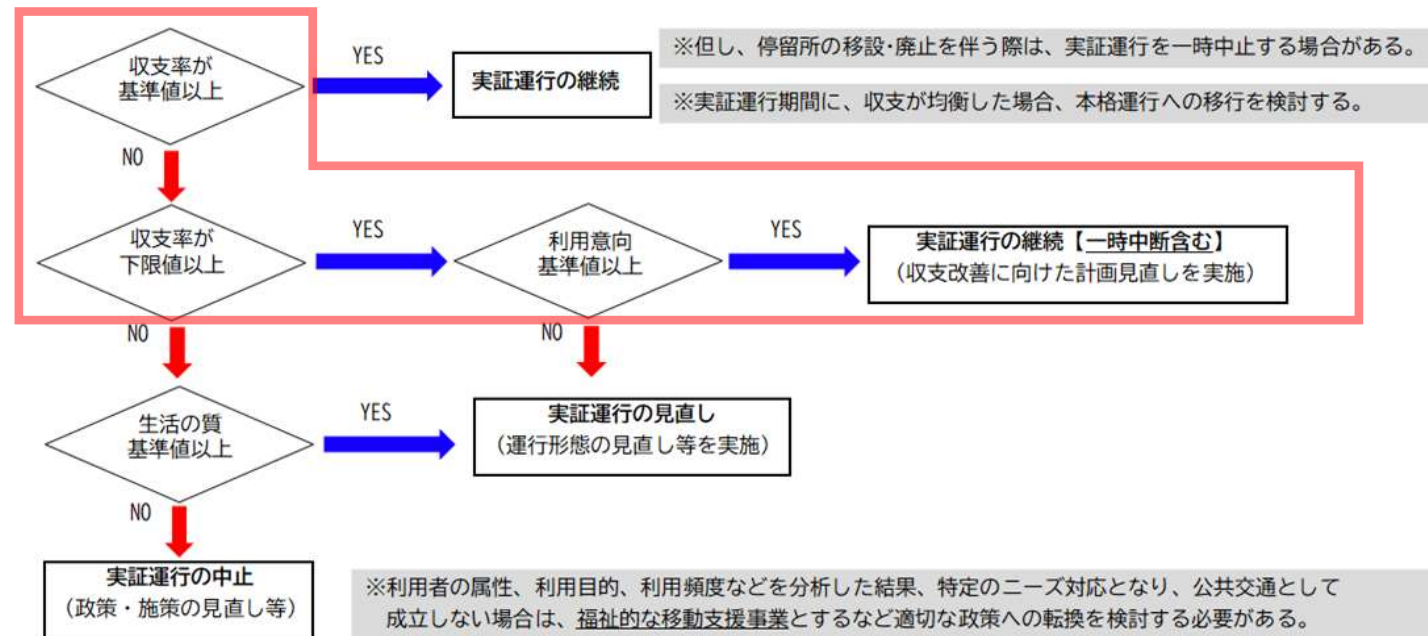 収支率が
基準値以上
YES
実証運行の継続
※但し、停留所の移設・廃止を伴う際は、実証運行を一時中止する場合がある。
※実証運行期間に、収支が均衡した場合、本格運行への移行を検討する。
NO
収支率が
下限値以上
YES
利用意向
基準値以上
YES
実証運行の継続【一時中断含む】
（収支改善に向けた計画見直しを実施）
NO
NO
生活の質
基準値以上
YES
実証運行の見直し
（運行形態の見直し等を実施）
NO
実証運行の中止
（政策・施策の見直し等）
※利用者の属性、利用目的、利用頻度などを分析した結果、特定のニーズ対応となり、公共交通として
成立しない場合は、福祉的な移動支援事業とするなど適切な政策への転換を検討する必要がある。